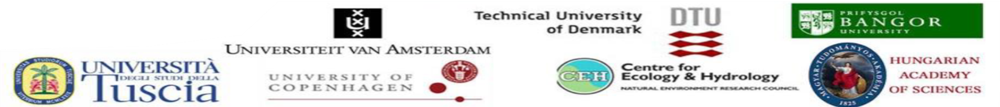 UNIVERSITÀ
DEGLI STUDI DELLA
Tuscia
UNIVERSITEIT VAN AMSTERDAM
UNIVERSITY OF
COPENHAGEN
Technical University
of Denmark
DTU
CEH
Centre for
Ecology & Hydrology
NATURAL ENVIRONMENT RESEARCH COUNCIL
PRIFYSGOL
BANGOR
UNIVERSITY
MAGYAR·TUDOMÁNYOS·AKADÉMIA·
1825
HUNGARIAN
ACADEMY
OF SCIENCES